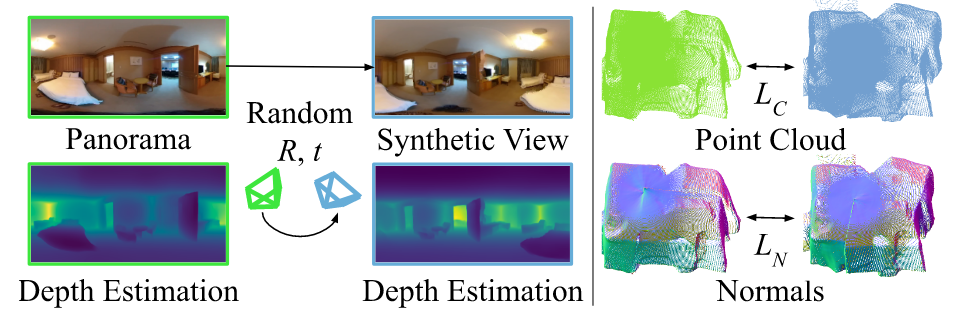 Panorama
Random
R, t
Synthetic View
Depth Estimation
Depth Estimation
L_C
Point Cloud
L_N
Normals